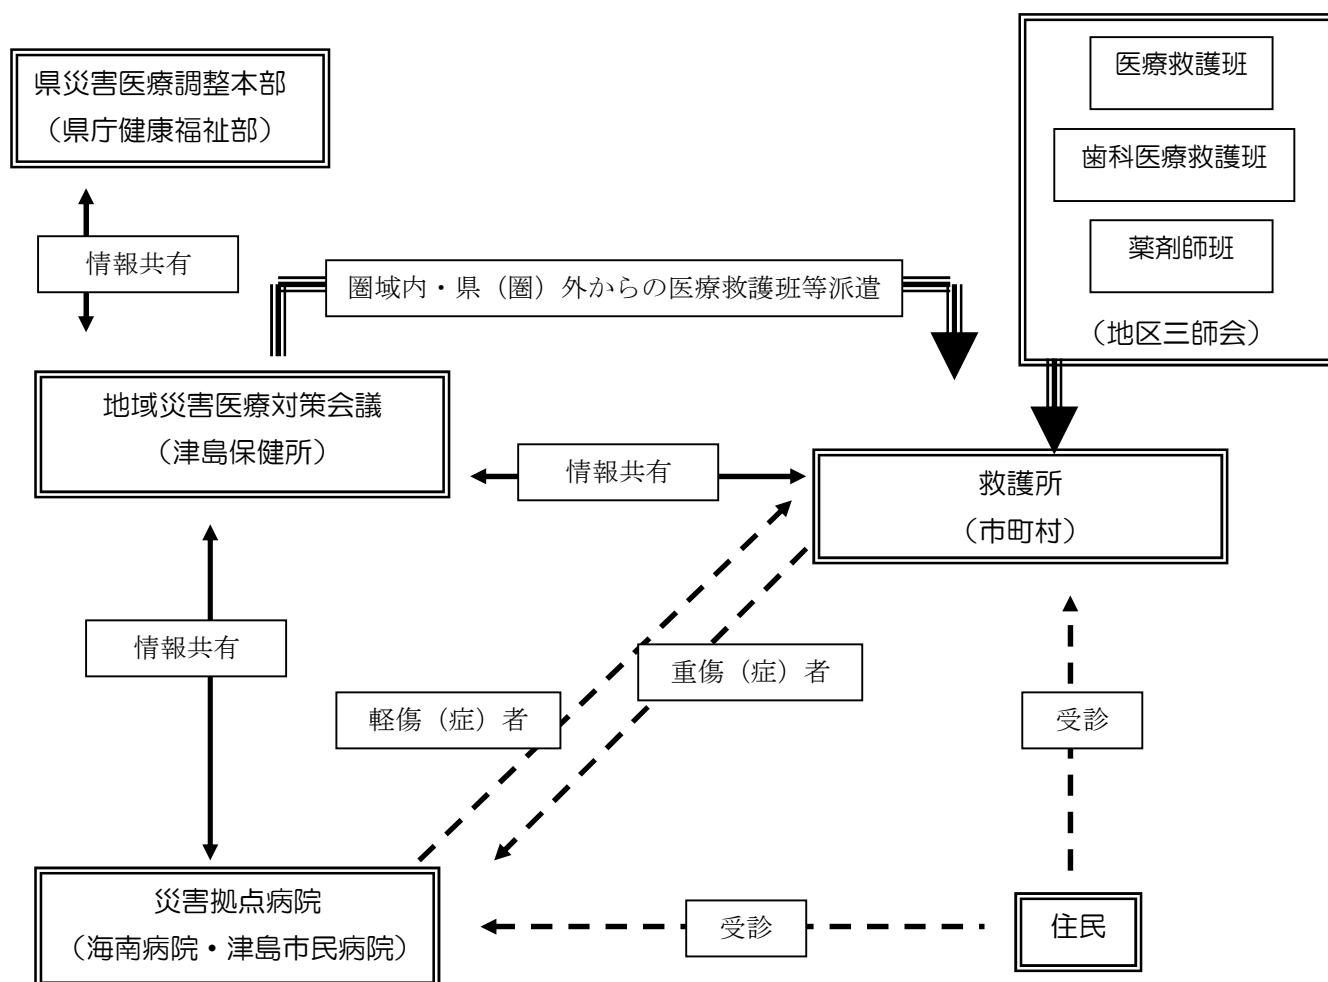 県災害医療調整本部
（県庁健康福祉部）
医療救護班
歯科医療救護班
薬剤師班
（地区三師会）
情報共有
圏域内・県（圏）外からの医療救護班等派遣
地域災害医療対策会議
（津島保健所）
情報共有
救護所
（市町村）
情報共有
重傷（症）者
軽傷（症）者
受診
災害拠点病院
（海南病院・津島市民病院）
受診
住民